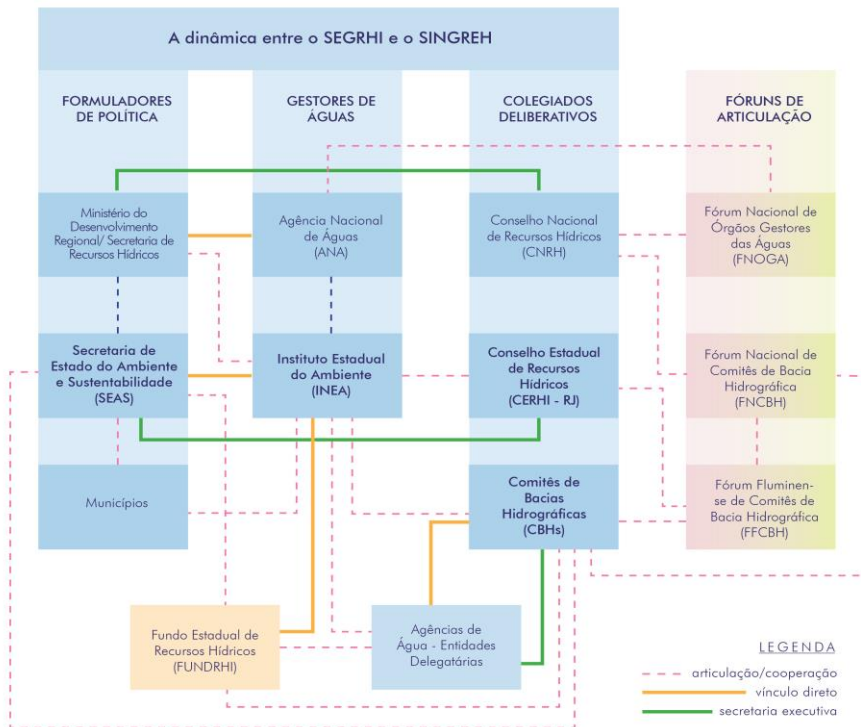 A dinâmica entre o SEGRHI e o SINGREH
FORMULADORES
DE POLÍTICA
GESTORES DE
ÁGUAS
COLEGIADOS
DELIBERATIVOS
FÓRUNS DE
ARTICULAÇÃO
Ministério do
Desenvolvimento
Regional/ Secretaria de
Recursos Hídricos
Agência Nacional
de Águas
(ANA)
Conselho Nacional
de Recursos Hídricos
(CNRH)
Fórum Nacional de
Órgãos Gestores
das Águas
(FNOGA)
Secretaria de
Estado do Ambiente
e Sustentabilidade
(SEAS)
Instituto Estadual
do Ambiente
(INEA)
Conselho Estadual
de Recursos
Hídricos
(CERHI - RJ)
Fórum Nacional de
Comitês de Bacia
Hidrográfica
(FNCBH)
Municípios
Comitês de
Bacias
Hidrográficas
(CBHs)
Fórum Fluminen-
se de Comitês de
Bacia Hidrográfica
(FFCBH)
Fundo Estadual de
Recursos Hídricos
(FUNDRHI)
Agências de
Água - Entidades
Delegatárias
LEGENDA
articulação/cooperação
vínculo direto
secretaria executiva